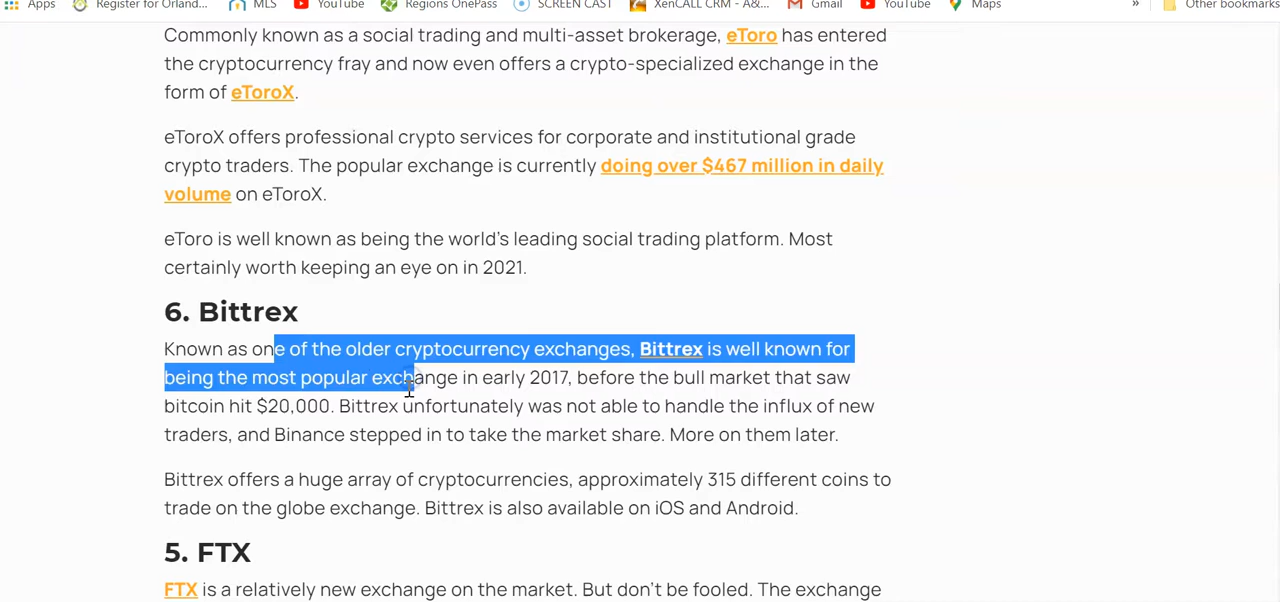 Apps Register for Orland... MLS YouTube Regions OnePass SCREEN CAST XenCALL CRM - A&... Gmail YouTube Maps » Other bookmarks
Commonly known as a social trading and multi-asset brokerage, eToro has entered
the cryptocurrency fray and now even offers a crypto-specialized exchange in the
form of eToroX.
eToroX offers professional crypto services for corporate and institutional grade
crypto traders. The popular exchange is currently doing over $467 million in daily
volume on eToroX.
eToro is well known as being the world's leading social trading platform. Most
certainly worth keeping an eye on in 2021.
6. Bittrex
Known as one of the older cryptocurrency exchanges, Bittrex is well known for
being the most popular exchange in early 2017, before the bull market that saw
bitcoin hit $20,000. Bittrex unfortunately was not able to handle the influx of new
traders, and Binance stepped in to take the market share. More on them later.
Bittrex offers a huge array of cryptocurrencies, approximately 315 different coins to
trade on the globe exchange. Bittrex is also available on iOS and Android.
5. FTX
FTX is a relatively new exchange on the market. But don't be fooled. The exchange